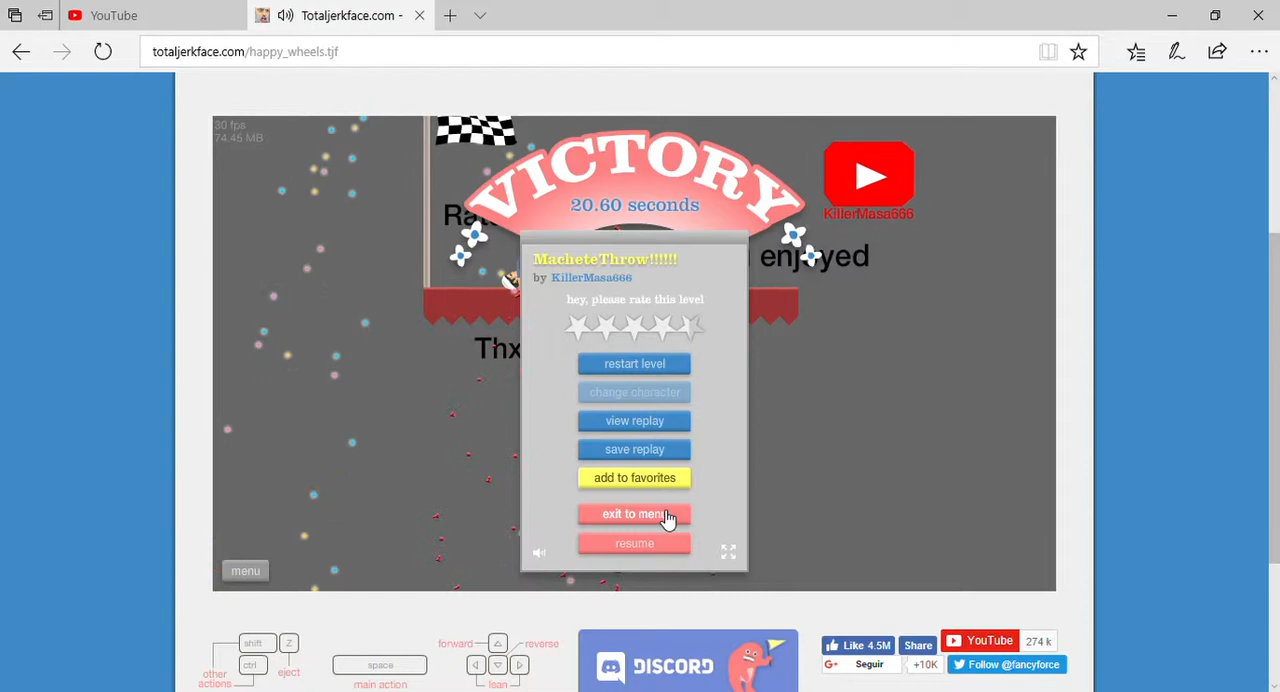 YouTube
Totaljerkface.com -
totaljerkface.com/happy_wheels.tjf
30 fps
74.45 MB
VICTORY
20.60 seconds
KillerMasa666
enjoyed
MacheteThrow!!!!!!
by KillerMasa666
hey, please rate this level
Thx
restart level
change character
view replay
save replay
add to favorites
exit to menu
resume
menu
shift
Z
ctrl
eject
other
actions
space
main action
forward
reverse
lean
DISCORD
Like 4.5M
Share
YouTube
274 k
G+
Seguir
+10K
Follow @fancyforce